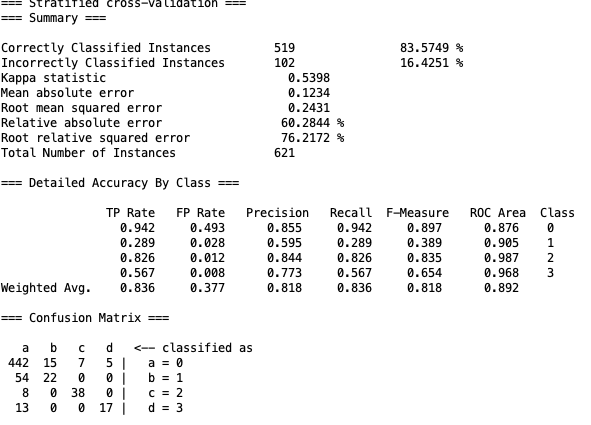 === Stratified cross-validation ===
=== Summary ===
Correctly Classified Instances 519 83.5749 %
Incorrectly Classified Instances 102 16.4251 %
Kappa statistic 0.5398
Mean absolute error 0.1234
Root mean squared error 0.2431
Relative absolute error 60.2844 %
Root relative squared error 76.2172 %
Total Number of Instances 621
=== Detailed Accuracy By Class ===
TP Rate FP Rate Precision Recall F-Measure ROC Area Class
0.942 0.493 0.855 0.942 0.897 0.876 0
0.289 0.028 0.595 0.289 0.389 0.905 1
0.826 0.012 0.844 0.826 0.835 0.987 2
0.567 0.008 0.773 0.567 0.654 0.968 3
Weighted Avg. 0.836 0.377 0.818 0.836 0.818 0.892
=== Confusion Matrix ===
a b c d <-- classified as
442 15 7 5 | a = 0
54 22 0 0 | b = 1
8 0 38 0 | c = 2
13 0 0 17 | d = 3